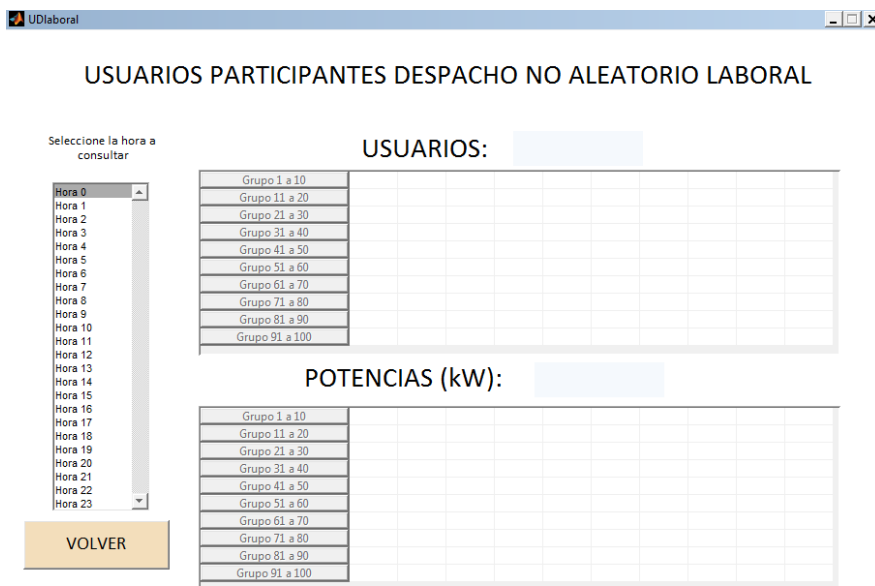 UDlaboral
USUARIOS PARTICIPANTES DESPACHO NO ALEATORIO LABORAL
Seleccione la hora a
consultar
Hora 0
Hora 1
Hora 2
Hora 3
Hora 4
Hora 5
Hora 6
Hora 7
Hora 8
Hora 9
Hora 10
Hora 11
Hora 12
Hora 13
Hora 14
Hora 15
Hora 16
Hora 17
Hora 18
Hora 19
Hora 20
Hora 21
Hora 22
Hora 23
VOLVER
USUARIOS:
Grupo 1 a 10
Grupo 11 a 20
Grupo 21 a 30
Grupo 31 a 40
Grupo 41 a 50
Grupo 51 a 60
Grupo 61 a 70
Grupo 71 a 80
Grupo 81 a 90
Grupo 91 a 100
POTENCIAS (kW):
Grupo 1 a 10
Grupo 11 a 20
Grupo 21 a 30
Grupo 31 a 40
Grupo 41 a 50
Grupo 51 a 60
Grupo 61 a 70
Grupo 71 a 80
Grupo 81 a 90
Grupo 91 a 100